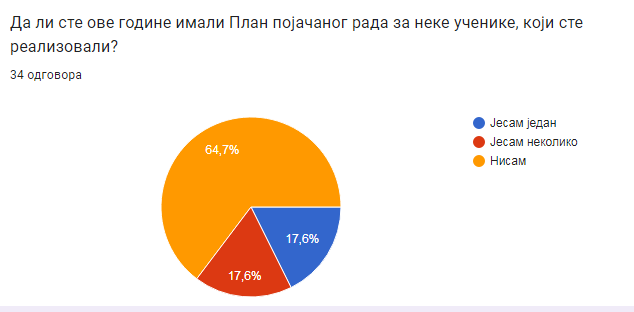 Да ли сте ове године имали План појачаног рада за неке ученике, који сте
реализовали?
34 одговора
Јесам један
Јесам неколико
Нисам
64,7%
17,6%
17,6%